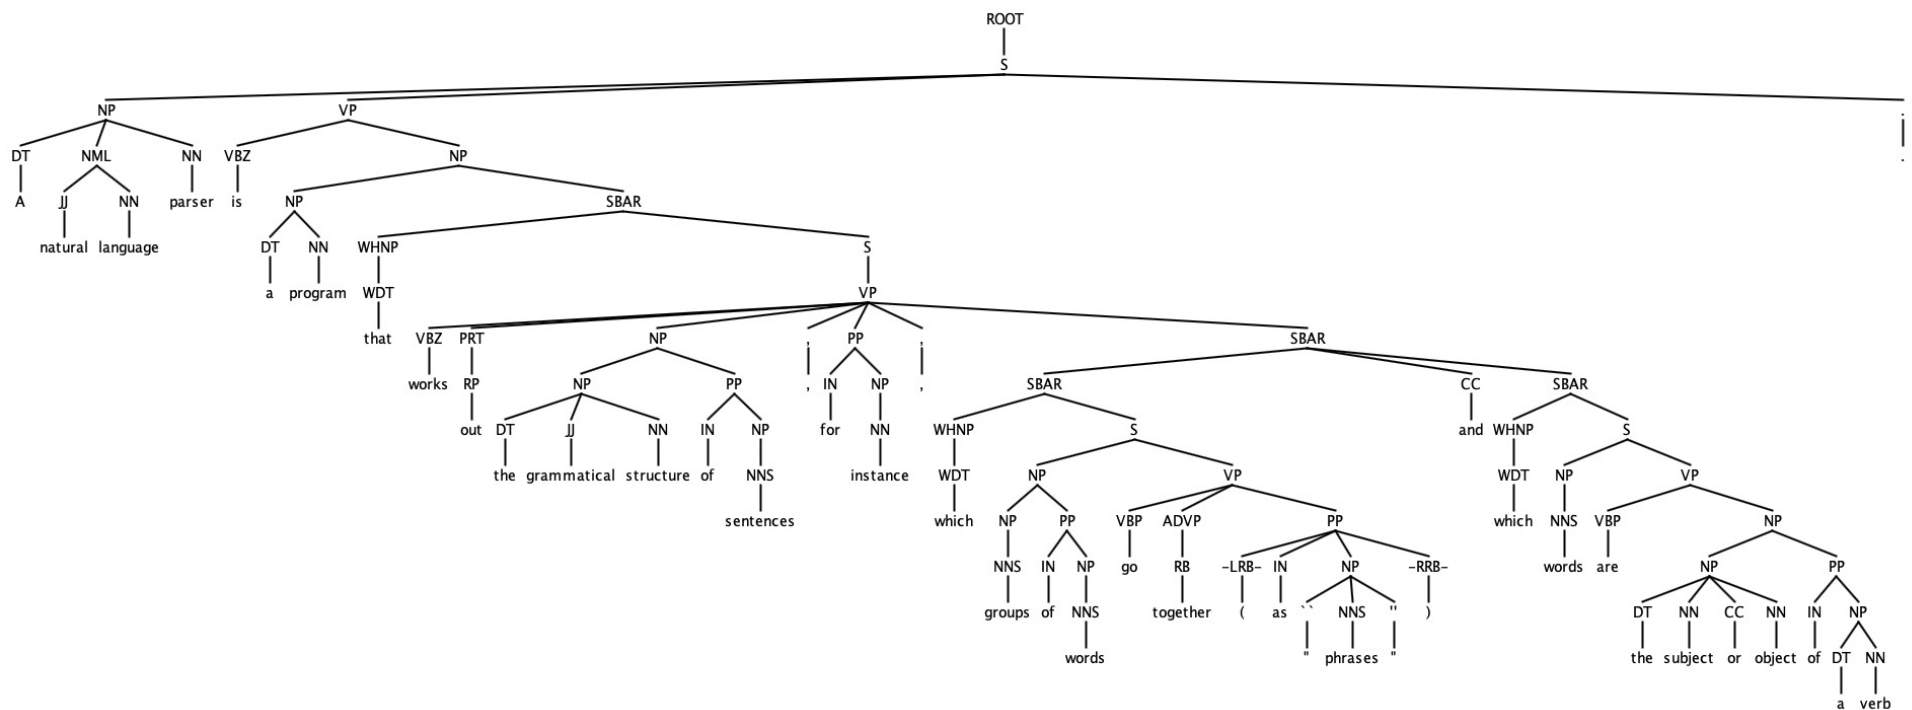 ROOT
S
NP VP .
DT NML NN VBZ NP .
A JJ NN parser is NP SBAR
natural language DT NN WHNP S
a program WDT VP
that VBZ PRT NP , PP , SBAR
works RP NP PP , IN NP , SBAR CC SBAR
out DT JJ NN IN NP for NN WHNP S and WHNP S
the grammatical structure of NNS instance WDT NP VP WDT NP VP
sentences which NP PP VBP ADVP PP which NNS VBP NP
NNS IN NP go RB -LRB- IN NP -RRB- words are NP PP
groups of NNS together ( as `` NNS '' ) DT NN CC NN IN NP
words " phrases " the subject or object of DT NN
a verb